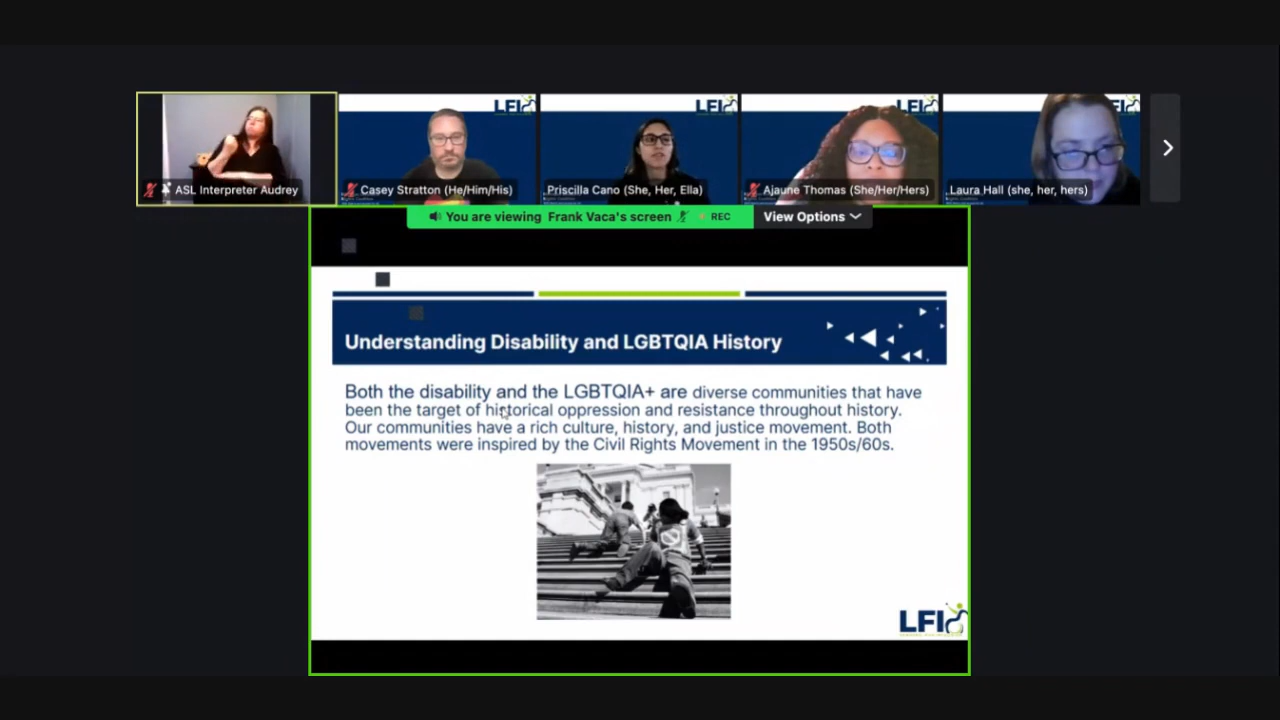 LFI
LFI
LFI
LFI
ASL Interpreter Audrey
Casey Stratton (He/Him/His)
Priscilla Cano (She, Her, Ella)
Ajaune Thomas (She/Her/Hers)
Laura Hall (she, her, hers)
You are viewing Frank Vaca's screen
REC
View Options
Understanding Disability and LGBTQIA History
Both the disability and the LGBTQIA+ are diverse communities that have
been the target of historical oppression and resistance throughout history.
Our communities have a rich culture, history, and justice movement. Both
movements were inspired by the Civil Rights Movement in the 1950s/60s.
LFI